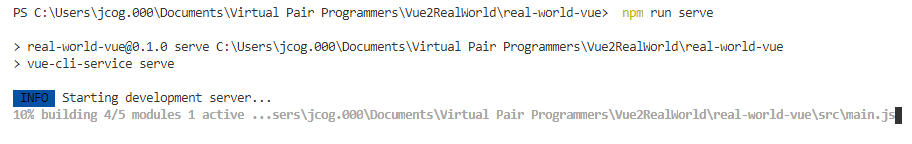 PS C:\Users\jcog.000\Documents\Virtual Pair Programmers\Vue2RealWorld\real-world-vue> npm run serve
> real-world-vue@0.1.0 serve C:\Users\jcog.000\Documents\Virtual Pair Programmers\Vue2RealWorld\real-world-vue
> vue-cli-service serve
INFO Starting development server...
10% building 4/5 modules 1 active ...sers\jcog.000\Documents\Virtual Pair Programmers\Vue2RealWorld\real-world-vue\src\main.js